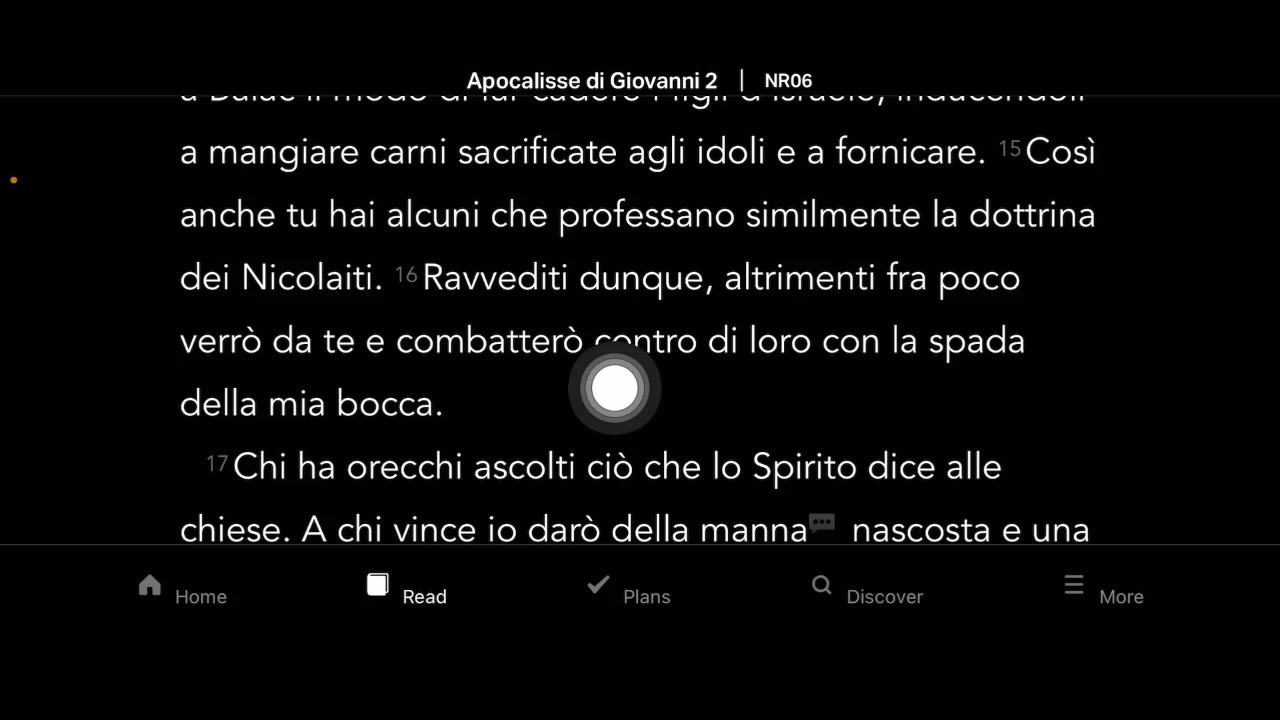 Apocalisse di Giovanni 2 | NR06
a mangiare carni sacrificate agli idoli e a fornicare. 15 Così
anche tu hai alcuni che professano similmente la dottrina
dei Nicolaiti. 16 Ravvediti dunque, altrimenti fra poco
verrò da te e combatterò contro di loro con la spada
della mia bocca.
17 Chi ha orecchi ascolti ciò che lo Spirito dice alle
chiese. A chi vince io darò della manna nascosta e una
Home Read Plans Discover More